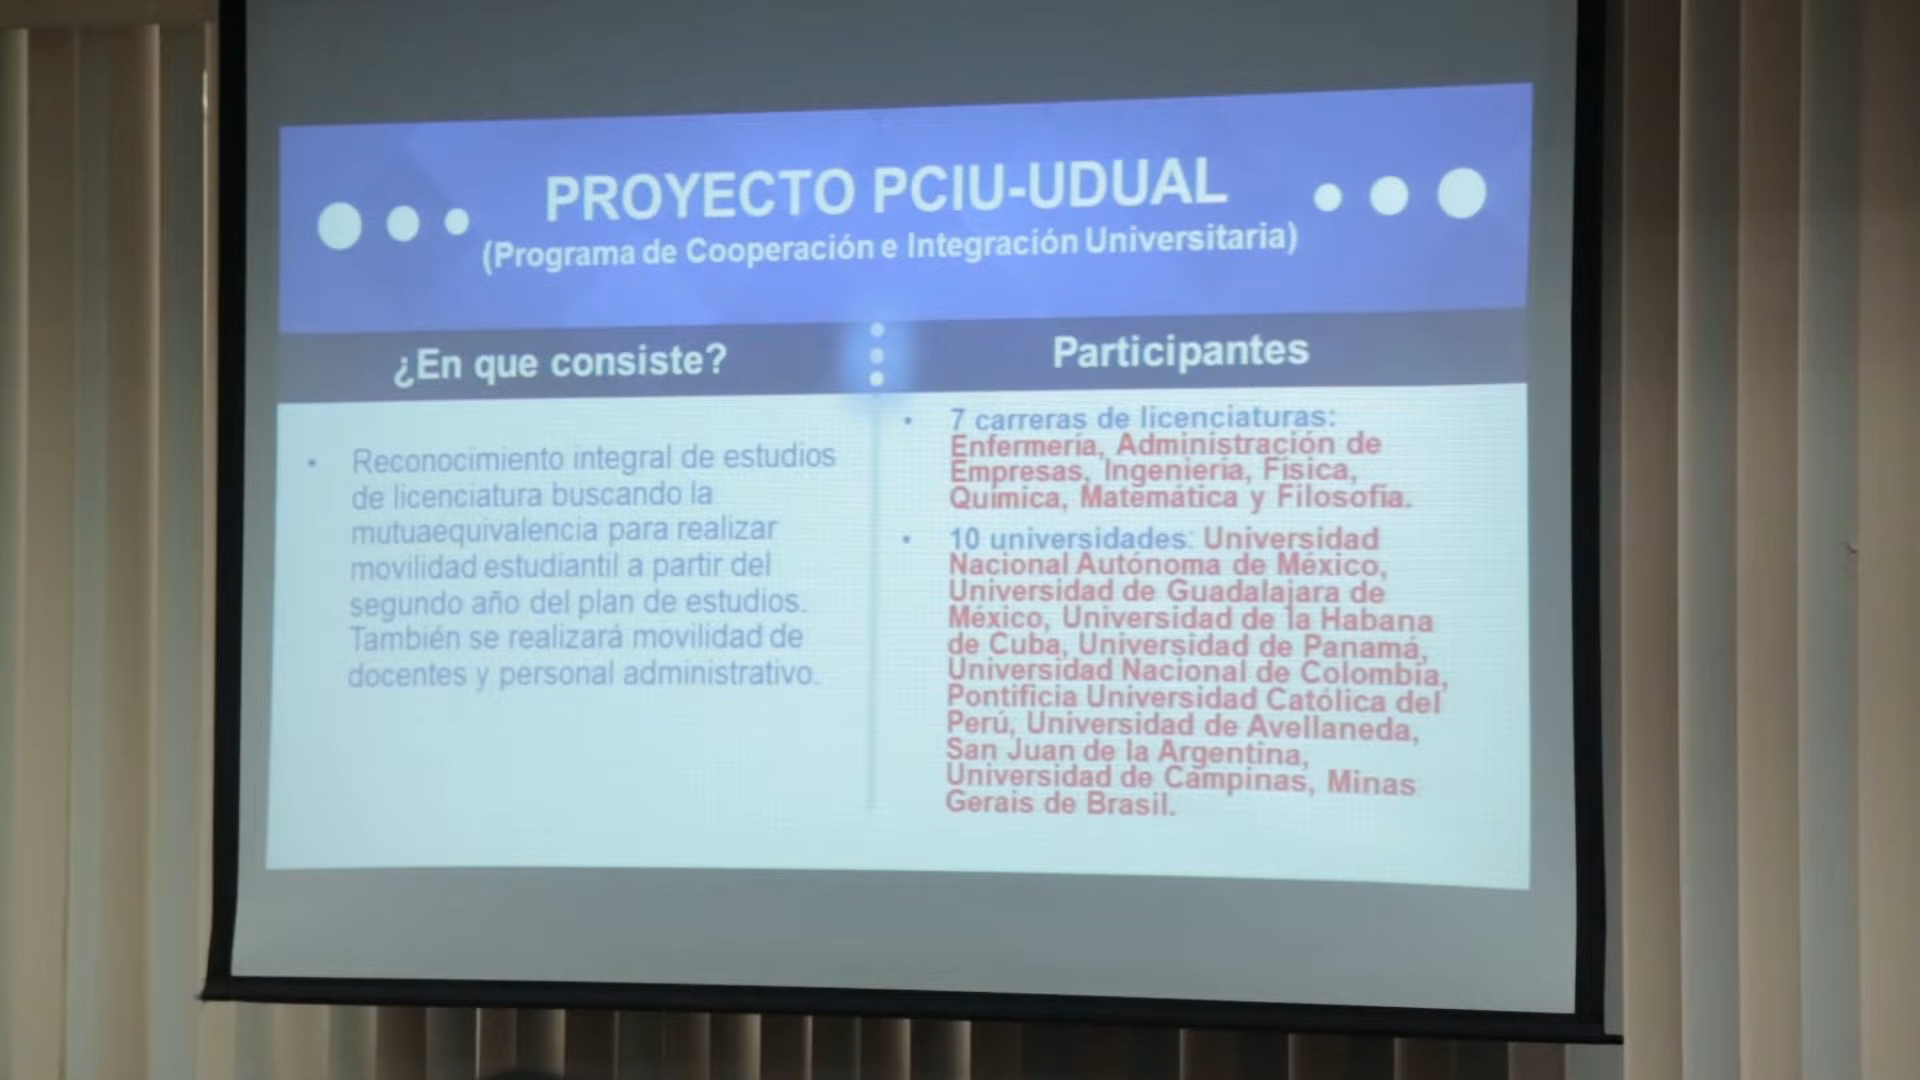 PROYECTO PCIU-UDUAL
(Programa de Cooperación e Integración Universitaria)
¿En que consiste?
Reconocimiento integral de estudios
de licenciatura buscando la
mutuaequivalencia para realizar
movilidad estudiantil a partir del
segundo año del plan de estudios.
También se realizará movilidad de
docentes y personal administrativo.
Participantes
7 carreras de licenciaturas:
Enfermería, Administración de
Empresas, Ingeniería, Física,
Química, Matemática y Filosofía.
10 universidades: Universidad
Nacional Autónoma de México,
Universidad de Guadalajara de
México, Universidad de la Habana
de Cuba, Universidad de Panamá,
Universidad Nacional de Colombia,
Pontificia Universidad Católica del
Perú, Universidad de Avellaneda,
San Juan de la Argentina,
Universidad de Campinas, Minas
Gerais de Brasil.